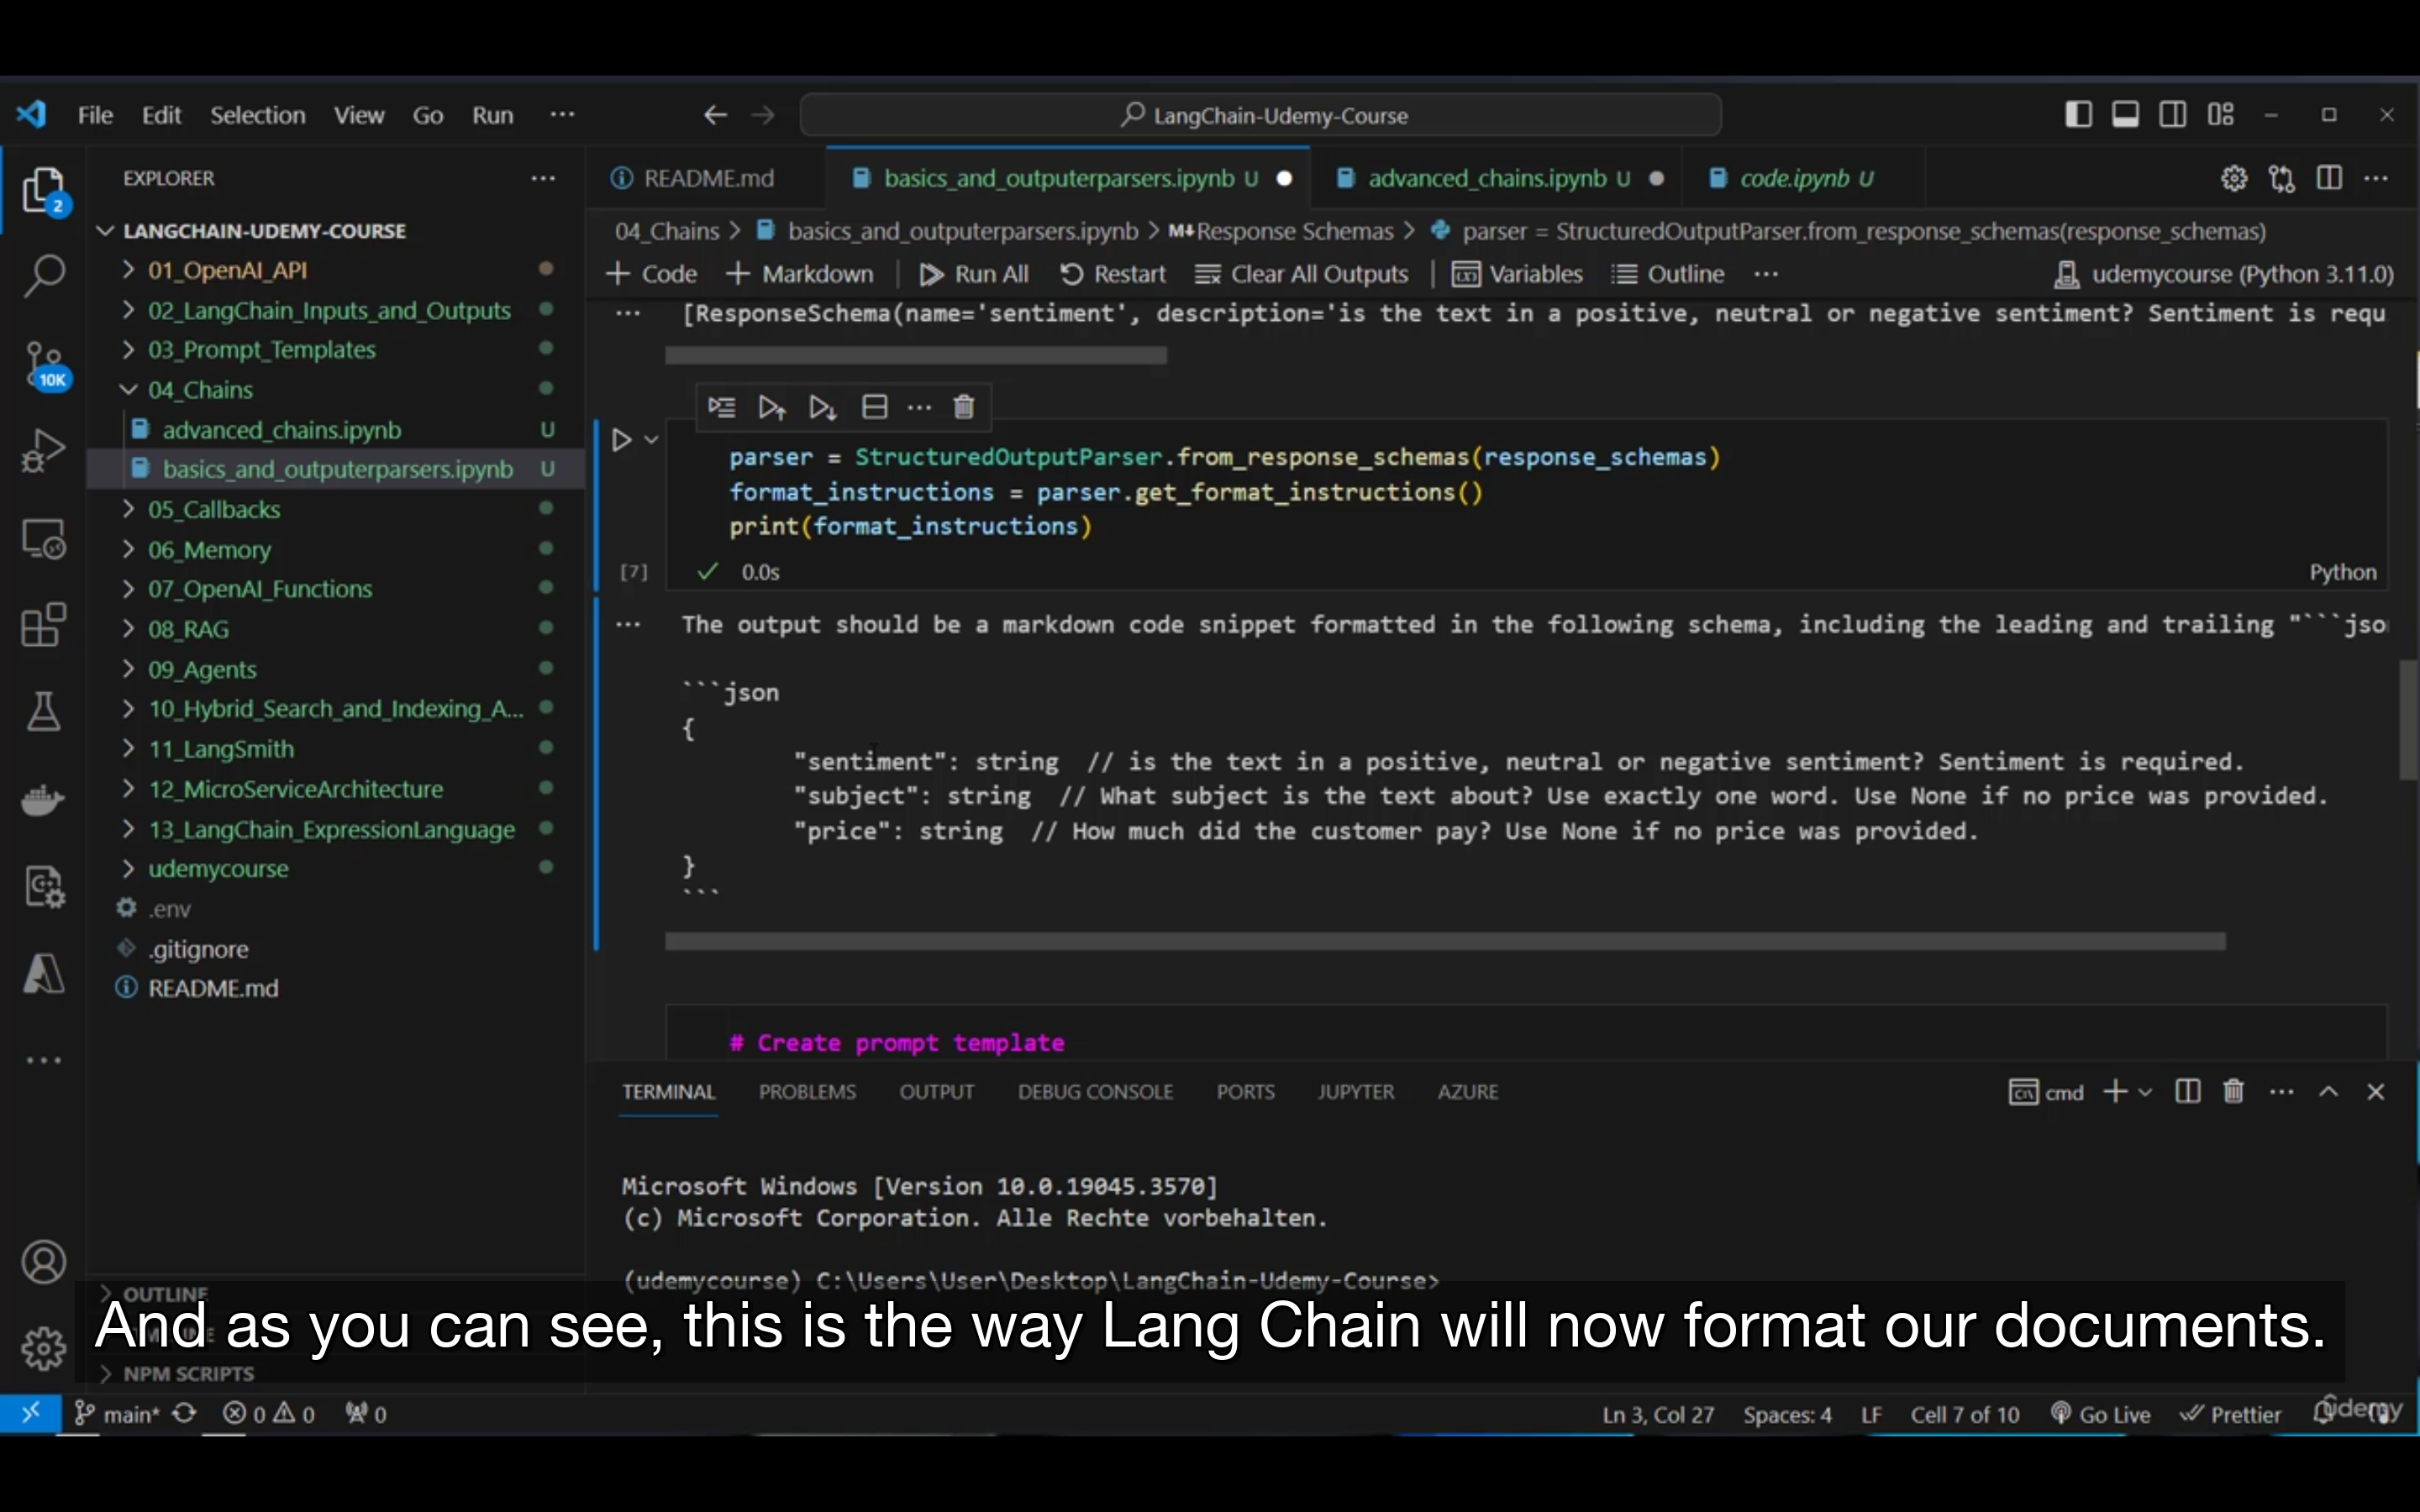 File Edit Selection View Go Run ··· LangChain-Udemy-Course
EXPLORER ···
2
LANGCHAIN-UDEMY-COURSE
01_OpenAI_API
02_LangChain_Inputs_and_Outputs
03_Prompt_Templates
10K
04_Chains
advanced_chains.ipynb U
basics_and_outputerparsers.ipynb U
05_Callbacks
06_Memory
07_OpenAI_Functions
08_RAG
09_Agents
10_Hybrid_Search_and_Indexing_A...
11_LangSmith
12_MicroServiceArchitecture
13_LangChain_ExpressionLanguage
udemycourse
.env
.gitignore
README.md
OUTLINE
NPM SCRIPTS
README.md basics_and_outputerparsers.ipynb U advanced_chains.ipynb U code.ipynb U
04_Chains > basics_and_outputerparsers.ipynb > M↓Response Schemas > parser = StructuredOutputParser.from_response_schemas(response_schemas)
+ Code + Markdown | Run All Restart Clear All Outputs | Variables Outline ··· udemycourse (Python 3.11.0)
··· [ResponseSchema(name='sentiment', description='is the text in a positive, neutral or negative sentiment? Sentiment is requ
parser = StructuredOutputParser.from_response_schemas(response_schemas)
format_instructions = parser.get_format_instructions()
print(format_instructions)
[7] ✓ 0.0s Python
··· The output should be a markdown code snippet formatted in the following schema, including the leading and trailing "```jso
```json
{
"sentiment": string // is the text in a positive, neutral or negative sentiment? Sentiment is required.
"subject": string // What subject is the text about? Use exactly one word. Use None if no price was provided.
"price": string // How much did the customer pay? Use None if no price was provided.
}
```
# Create prompt template
TERMINAL PROBLEMS OUTPUT DEBUG CONSOLE PORTS JUPYTER AZURE cmd
Microsoft Windows [Version 10.0.19045.3570]
(c) Microsoft Corporation. Alle Rechte vorbehalten.
(udemycourse) C:\Users\User\Desktop\LangChain-Udemy-Course>
And as you can see, this is the way Lang Chain will now format our documents.
main* 0 0 0 Ln 3, Col 27 Spaces: 4 LF Cell 7 of 10 Go Live Prettier
udemy